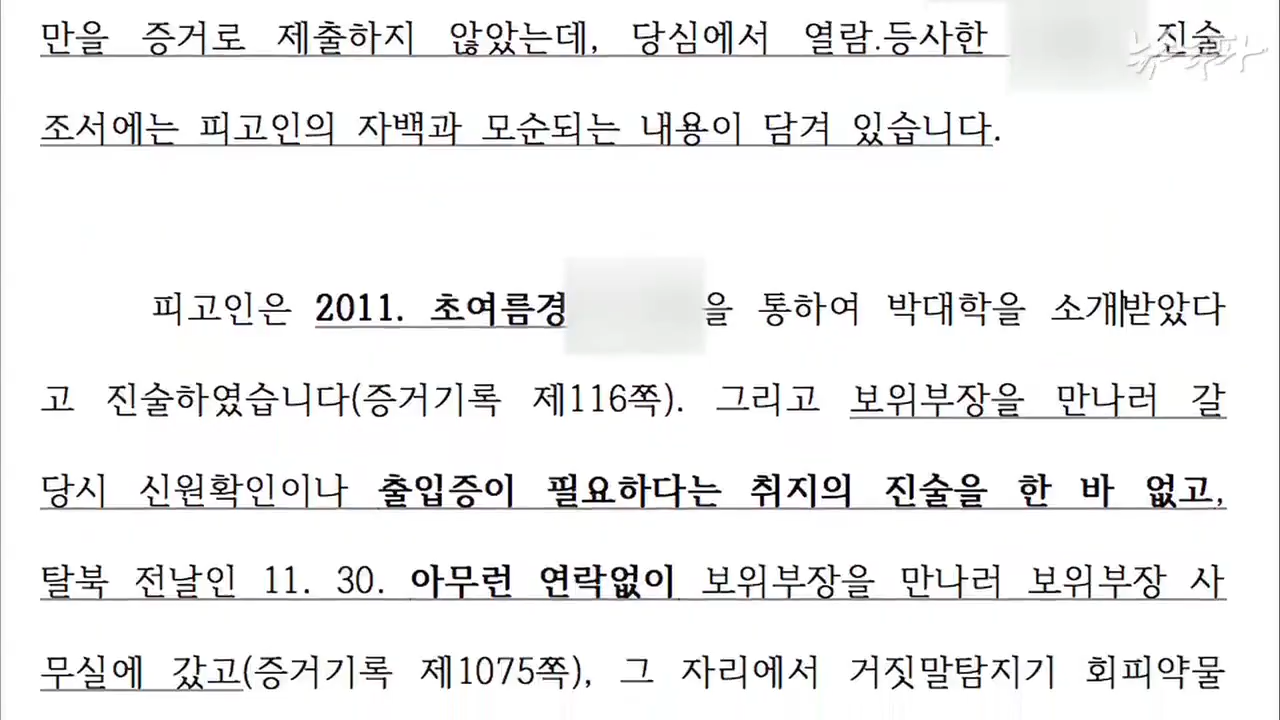 만을 증거로 제출하지 않았는데, 당심에서 열람.등사한 진술
뉴스타파
조서에는 피고인의 자백과 모순되는 내용이 담겨 있습니다.
피고인은 2011. 초여름경 을 통하여 박대학을 소개받았다
고 진술하였습니다(증거기록 제116쪽). 그리고 보위부장을 만나러 갈
당시 신원확인이나 출입증이 필요하다는 취지의 진술을 한 바 없고,
탈북 전날인 11. 30. 아무런 연락없이 보위부장을 만나러 보위부장 사
무실에 갔고(증거기록 제1075쪽), 그 자리에서 거짓말탐지기 회피약물